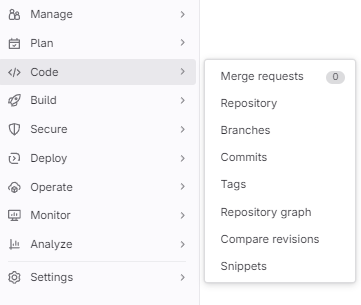 Manage
Plan
Code
Build
Secure
Deploy
Operate
Monitor
Analyze
Settings
Merge requests 0
Repository
Branches
Commits
Tags
Repository graph
Compare revisions
Snippets